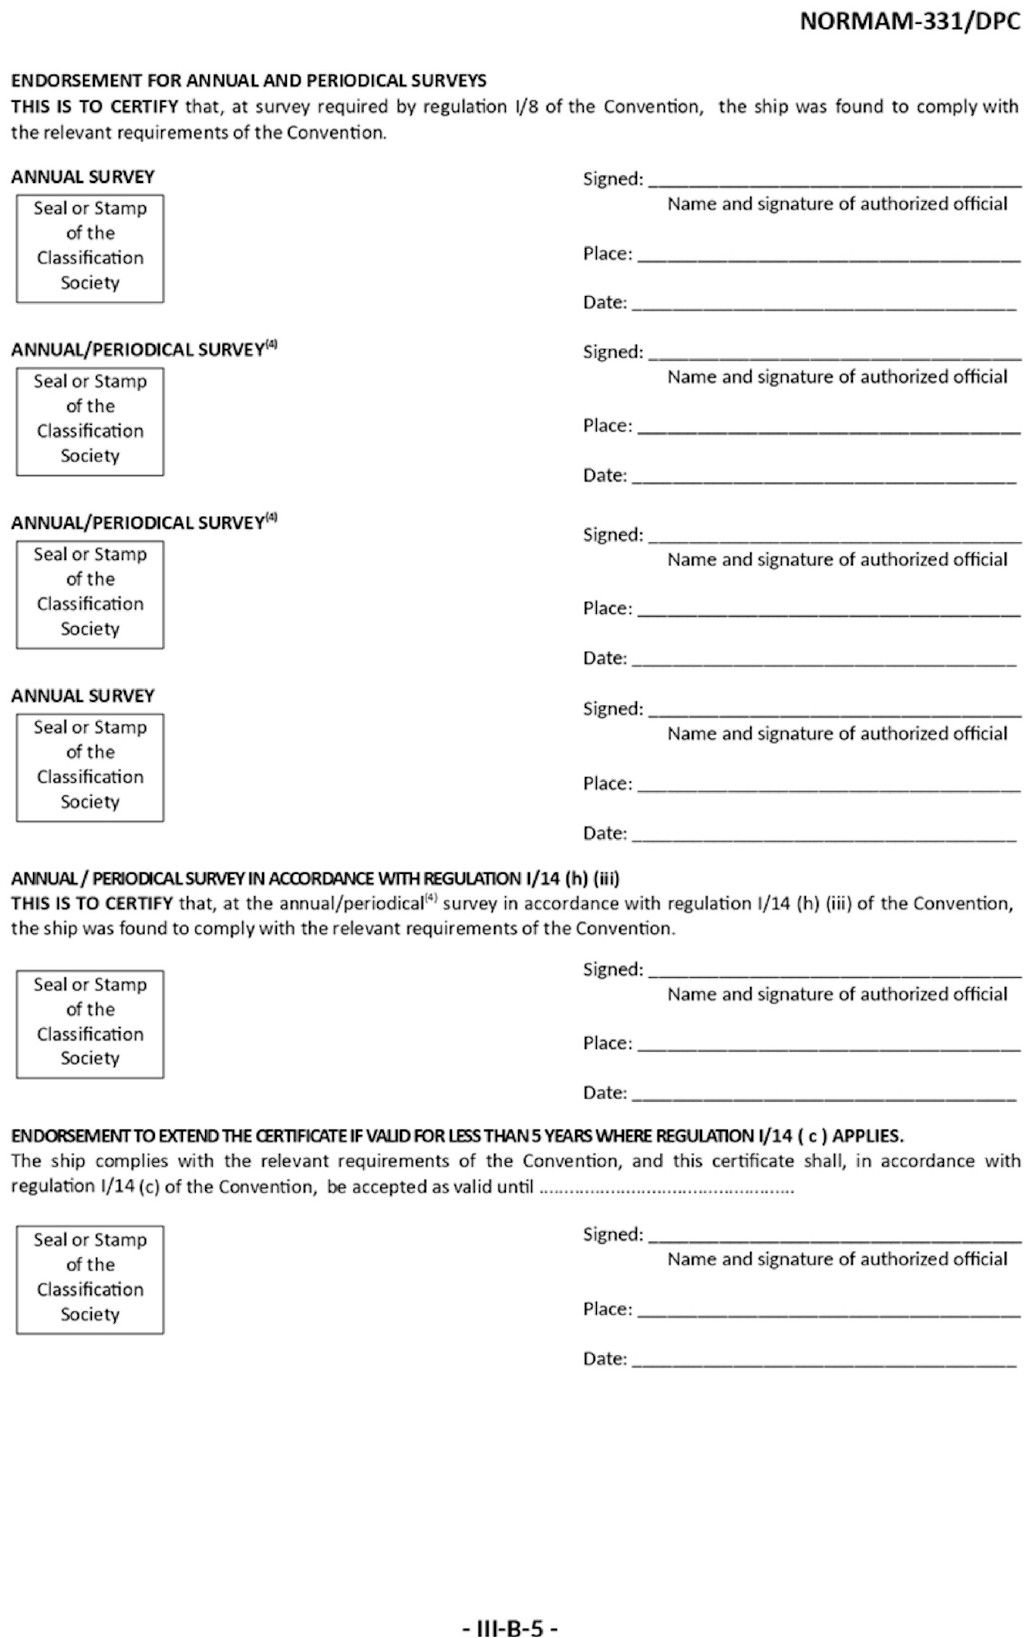 NORMAM-331/DPC
ENDORSEMENT FOR ANNUAL AND PERIODICAL SURVEYS
THIS IS TO CERTIFY that, at survey required by regulation I/8 of the Convention, the ship was found to comply with
the relevant requirements of the Convention.
ANNUAL SURVEY
Seal or Stamp
of the
Classification
Society
Signed: ____________________________________
Name and signature of authorized official
Place: ____________________________________
Date: ____________________________________
ANNUAL/PERIODICAL SURVEY(4)
Seal or Stamp
of the
Classification
Society
Signed: ____________________________________
Name and signature of authorized official
Place: ____________________________________
Date: ____________________________________
ANNUAL/PERIODICAL SURVEY(4)
Seal or Stamp
of the
Classification
Society
Signed: ____________________________________
Name and signature of authorized official
Place: ____________________________________
Date: ____________________________________
ANNUAL SURVEY
Seal or Stamp
of the
Classification
Society
Signed: ____________________________________
Name and signature of authorized official
Place: ____________________________________
Date: ____________________________________
ANNUAL / PERIODICAL SURVEY IN ACCORDANCE WITH REGULATION I/14 (h) (iii)
THIS IS TO CERTIFY that, at the annual/periodical(4) survey in accordance with regulation I/14 (h) (iii) of the Convention,
the ship was found to comply with the relevant requirements of the Convention.
Seal or Stamp
of the
Classification
Society
Signed: ____________________________________
Name and signature of authorized official
Place: ____________________________________
Date: ____________________________________
ENDORSEMENT TO EXTEND THE CERTIFICATE IF VALID FOR LESS THAN 5 YEARS WHERE REGULATION I/14 ( c ) APPLIES.
The ship complies with the relevant requirements of the Convention, and this certificate shall, in accordance with
regulation I/14 (c) of the Convention, be accepted as valid until ....................................................
Seal or Stamp
of the
Classification
Society
Signed: ____________________________________
Name and signature of authorized official
Place: ____________________________________
Date: ____________________________________
- III-B-5 -